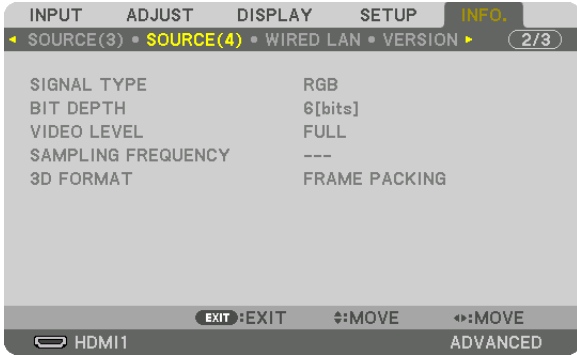 INPUT ADJUST DISPLAY SETUP INFO.
◄ SOURCE(3) • SOURCE(4) • WIRED LAN • VERSION ► 2/3
SIGNAL TYPE RGB
BIT DEPTH 6[bits]
VIDEO LEVEL FULL
SAMPLING FREQUENCY ---
3D FORMAT FRAME PACKING
EXIT :EXIT ♦:MOVE ◂▸:MOVE
HDMI1 ADVANCED